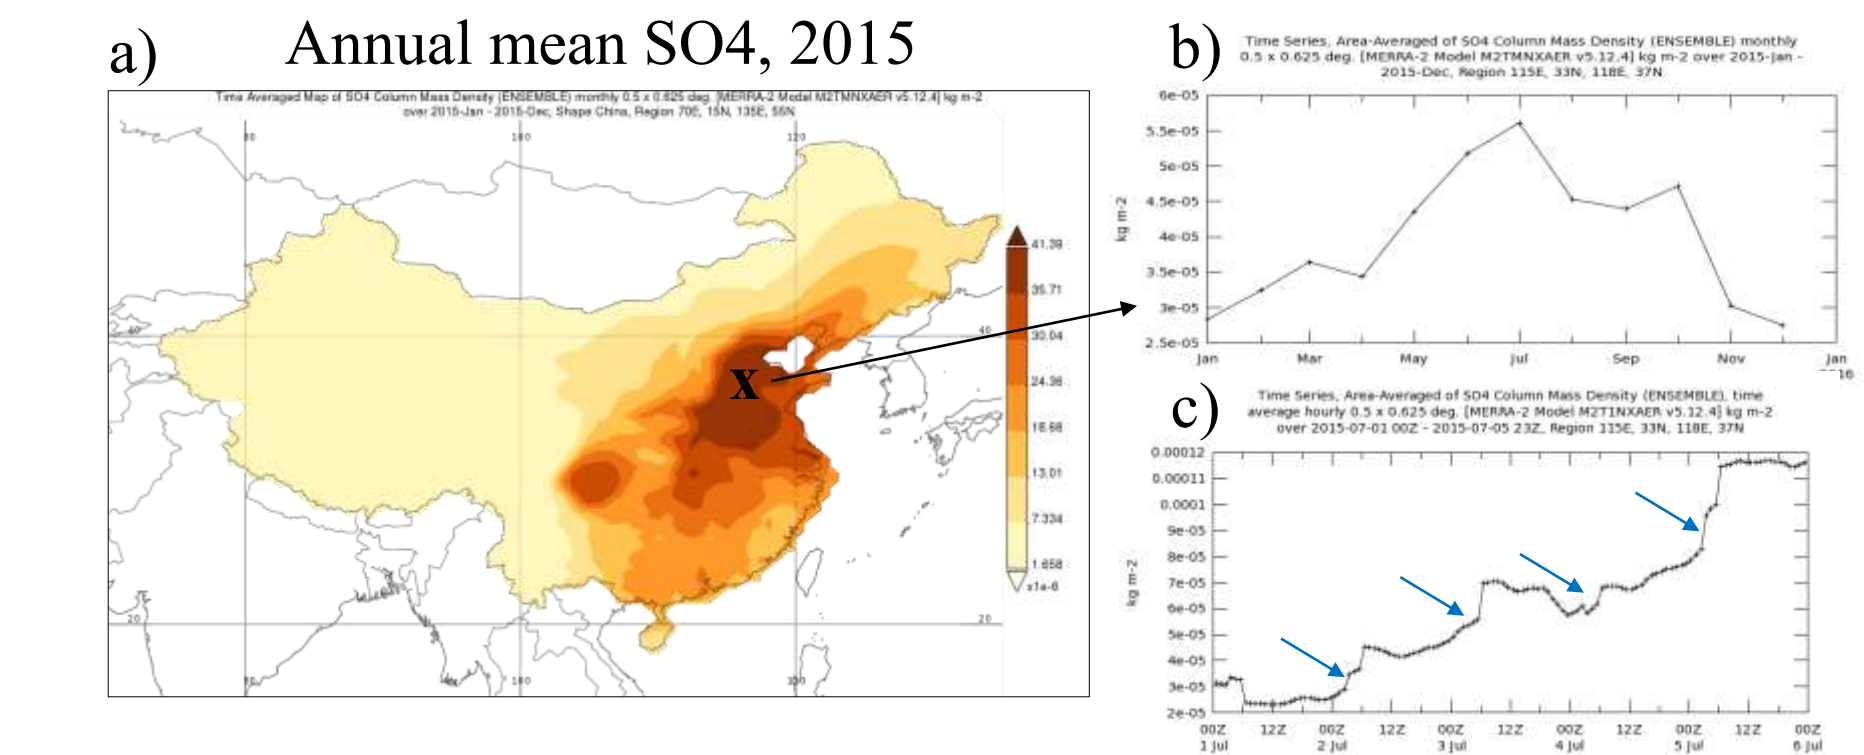 a)
Annual mean SO4, 2015
Time Averaged Map of SO4 Column Mass Density (ENSEMBLE) monthly 0.5 x 0.625 deg. [MERRA-2 Model M2TMNXAER v5.12.4] kg m-2
over 2015-Jan - 2015-Dec, Shape China, Region 70E, 15N, 135E, 55N
80 100 120
41.39
35.71
40 40
30.04
24.36
18.68
13.01
7.334
1.658
x1e-6
X
20 20
80 100 120
b)
Time Series, Area-Averaged of SO4 Column Mass Density (ENSEMBLE) monthly
0.5 x 0.625 deg. [MERRA-2 Model M2TMNXAER v5.12.4] kg m-2 over 2015-Jan -
2015-Dec, Region 115E, 33N, 118E, 37N
6e-05
5.5e-05
5e-05
4.5e-05
4e-05
3.5e-05
3e-05
2.5e-05
kg m-2
Jan Mar May Jul Sep Nov Jan
16
c)
Time Series, Area-Averaged of SO4 Column Mass Density (ENSEMBLE), time
average hourly 0.5 x 0.625 deg. [MERRA-2 Model M2T1NXAER v5.12.4] kg m-2
over 2015-07-01 00Z - 2015-07-05 23Z, Region 115E, 33N, 118E, 37N
0.00012
0.00011
0.0001
9e-05
8e-05
7e-05
6e-05
5e-05
4e-05
3e-05
2e-05
kg m-2
00Z 12Z 00Z 12Z 00Z 12Z 00Z 12Z 00Z 12Z 00Z
1 Jul 2 Jul 3 Jul 4 Jul 5 Jul 6 Jul